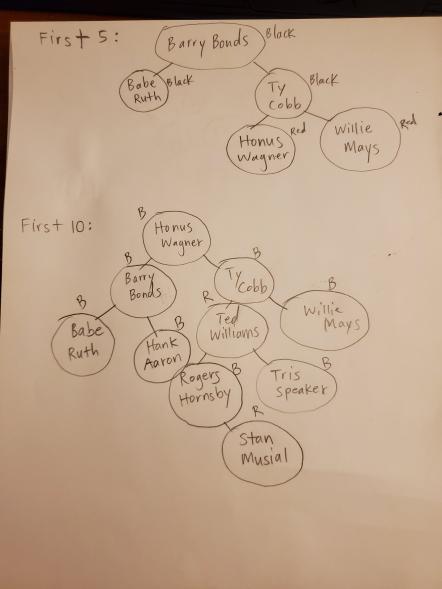 First 5:
Barry Bonds
Black
Babe
Ruth
Black
Ty
Cobb
Black
Honus
Wagner
Red
Willie
Mays
Red
First 10:
B
Honus
Wagner
B
Barry
Bonds
B
Ty
Cobb
B
Babe
Ruth
B
Hank
Aaron
R
Ted
Williams
B
Willie
Mays
B
Rogers
Hornsby
B
Tris
Speaker
R
Stan
Musial